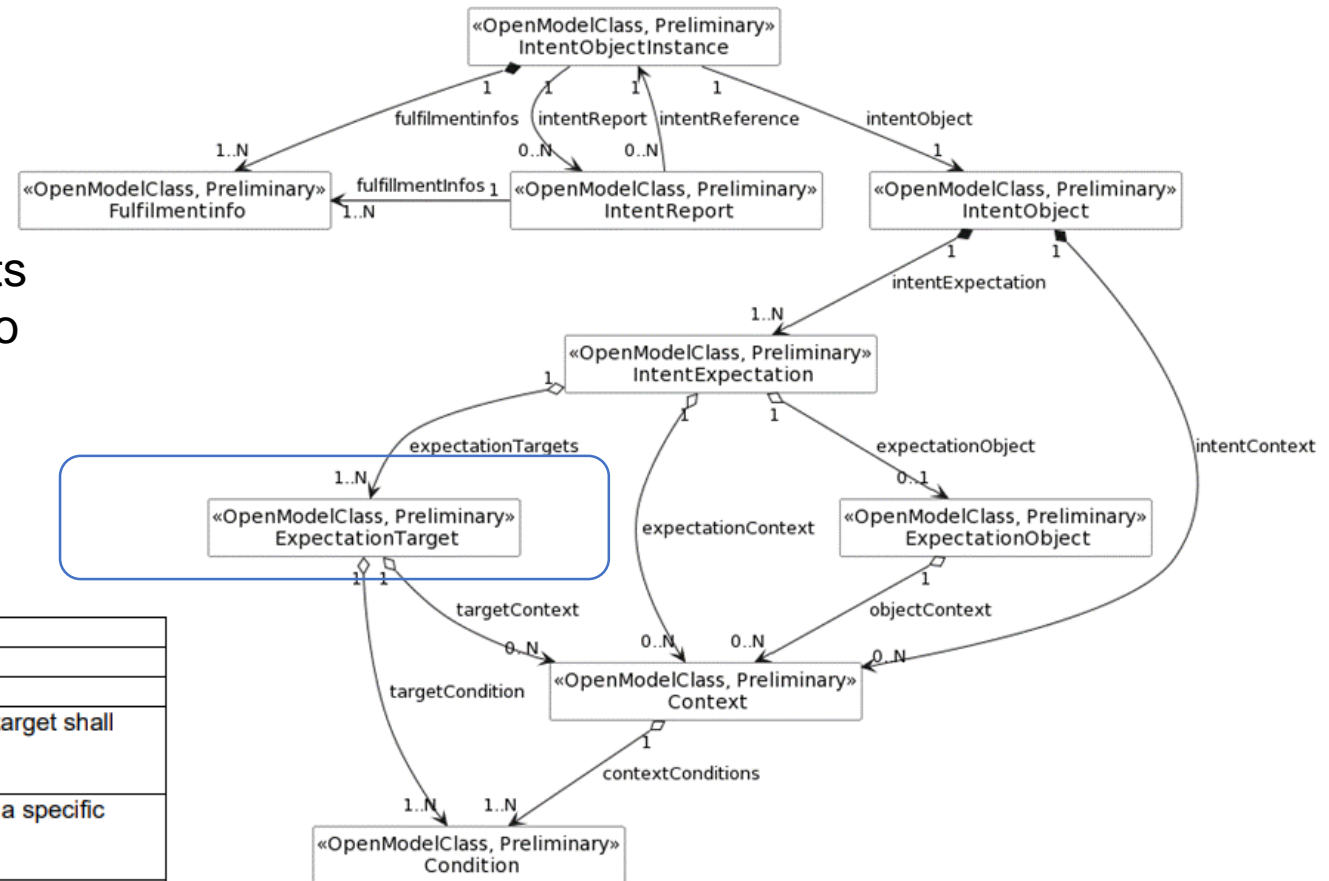 «OpenModelClass, Preliminary»
IntentObjectInstance
1
1
1
1
fulfilmentinfos
intentReport
intentReference
intentObject
1..N
0..N
0..N
1
«OpenModelClass, Preliminary»
FulfilmentInfo
fulfillmentInfos
1
1..N
«OpenModelClass, Preliminary»
IntentReport
«OpenModelClass, Preliminary»
IntentObject
1
1
ts
o
intentExpectation
1..N
«OpenModelClass, Preliminary»
IntentExpectation
1
1
1
expectationTargets
expectationObject
intentContext
1..N
0..1
«OpenModelClass, Preliminary»
ExpectationTarget
expectationContext
«OpenModelClass, Preliminary»
ExpectationObject
1
1
1
targetContext
objectContext
0..N
0..N
0..N
0..N
targetCondition
«OpenModelClass, Preliminary»
Context
1
arget shall
contextConditions
a specific
1..N
1..N
«OpenModelClass, Preliminary»
Condition